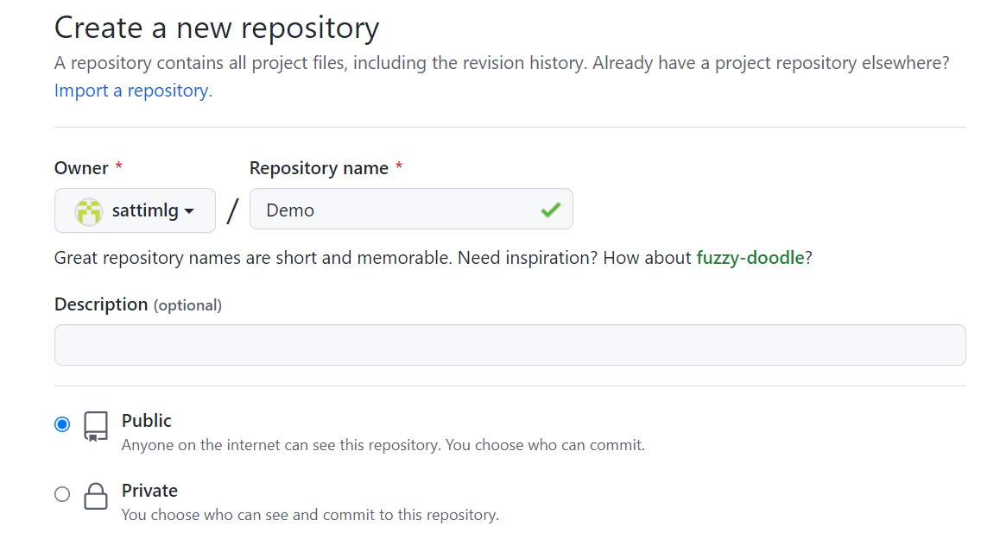 Create a new repository
A repository contains all project files, including the revision history. Already have a project repository elsewhere?
Import a repository.
Owner * Repository name *
sattimlg / Demo
Great repository names are short and memorable. Need inspiration? How about fuzzy-doodle?
Description (optional)
Public
Anyone on the internet can see this repository. You choose who can commit.
Private
You choose who can see and commit to this repository.